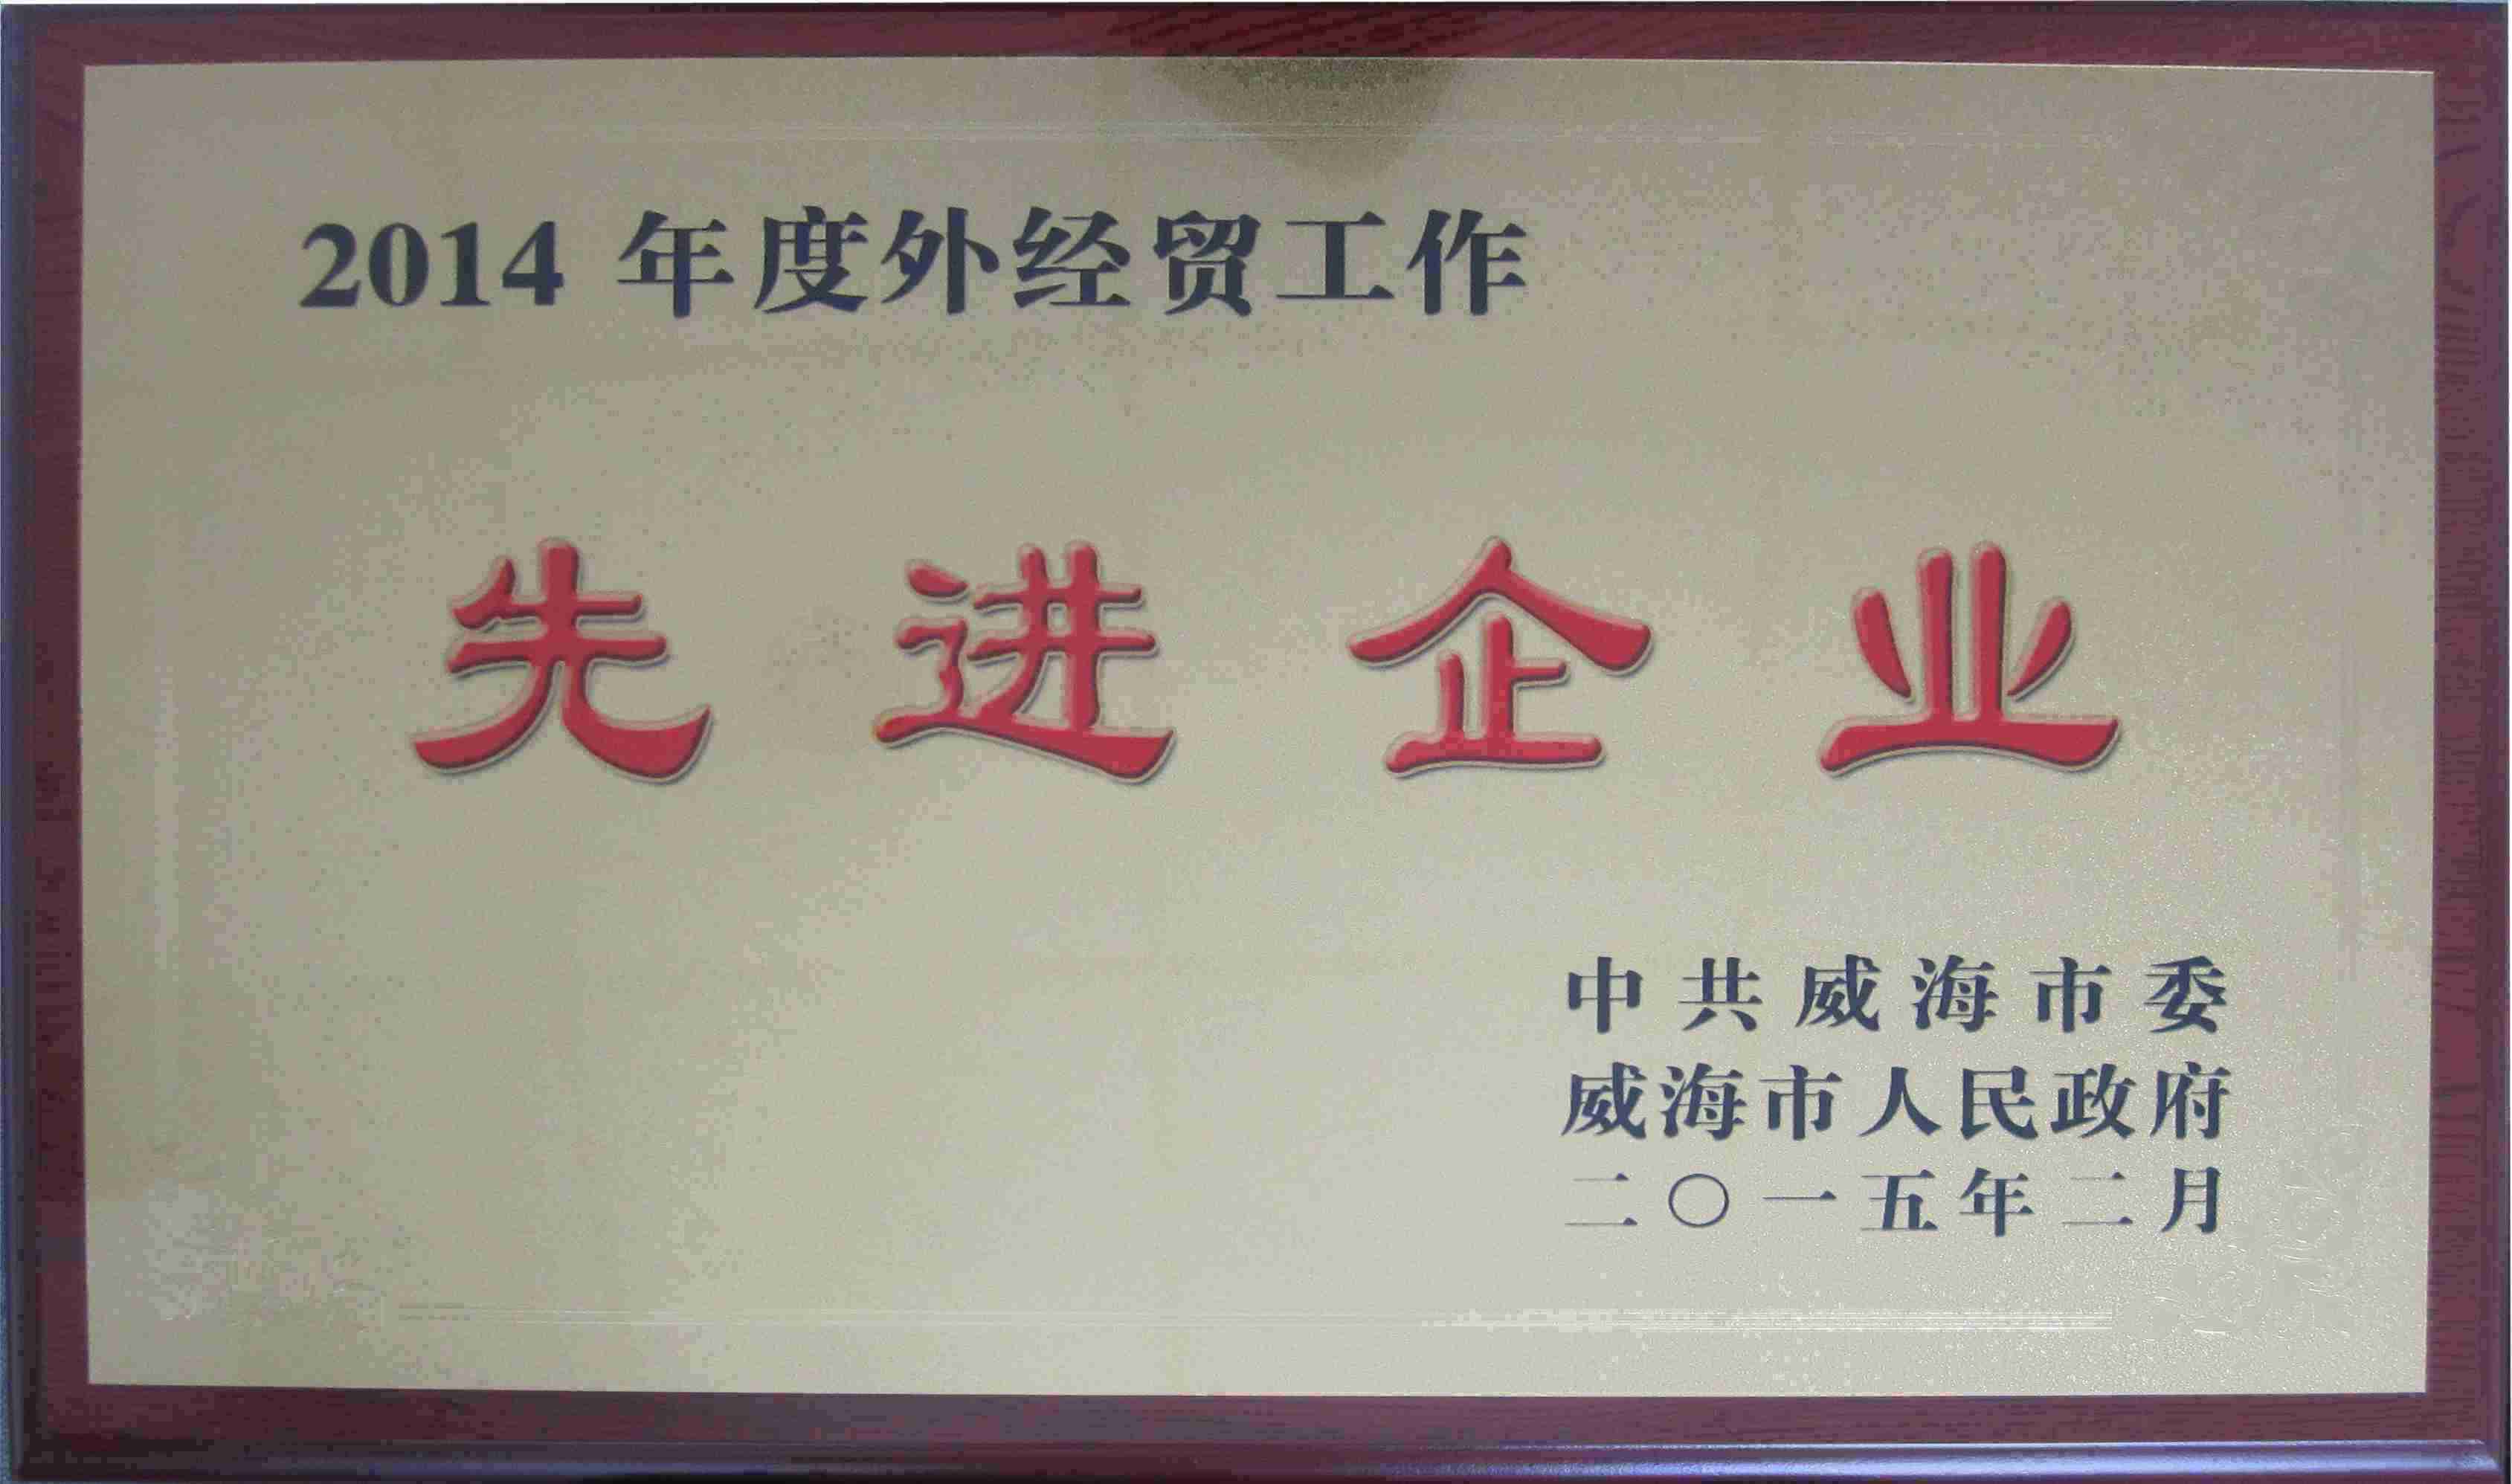 2014 年度外经贸工作
先进企业
中共威海市委
威海市人民政府
二〇一五年二月